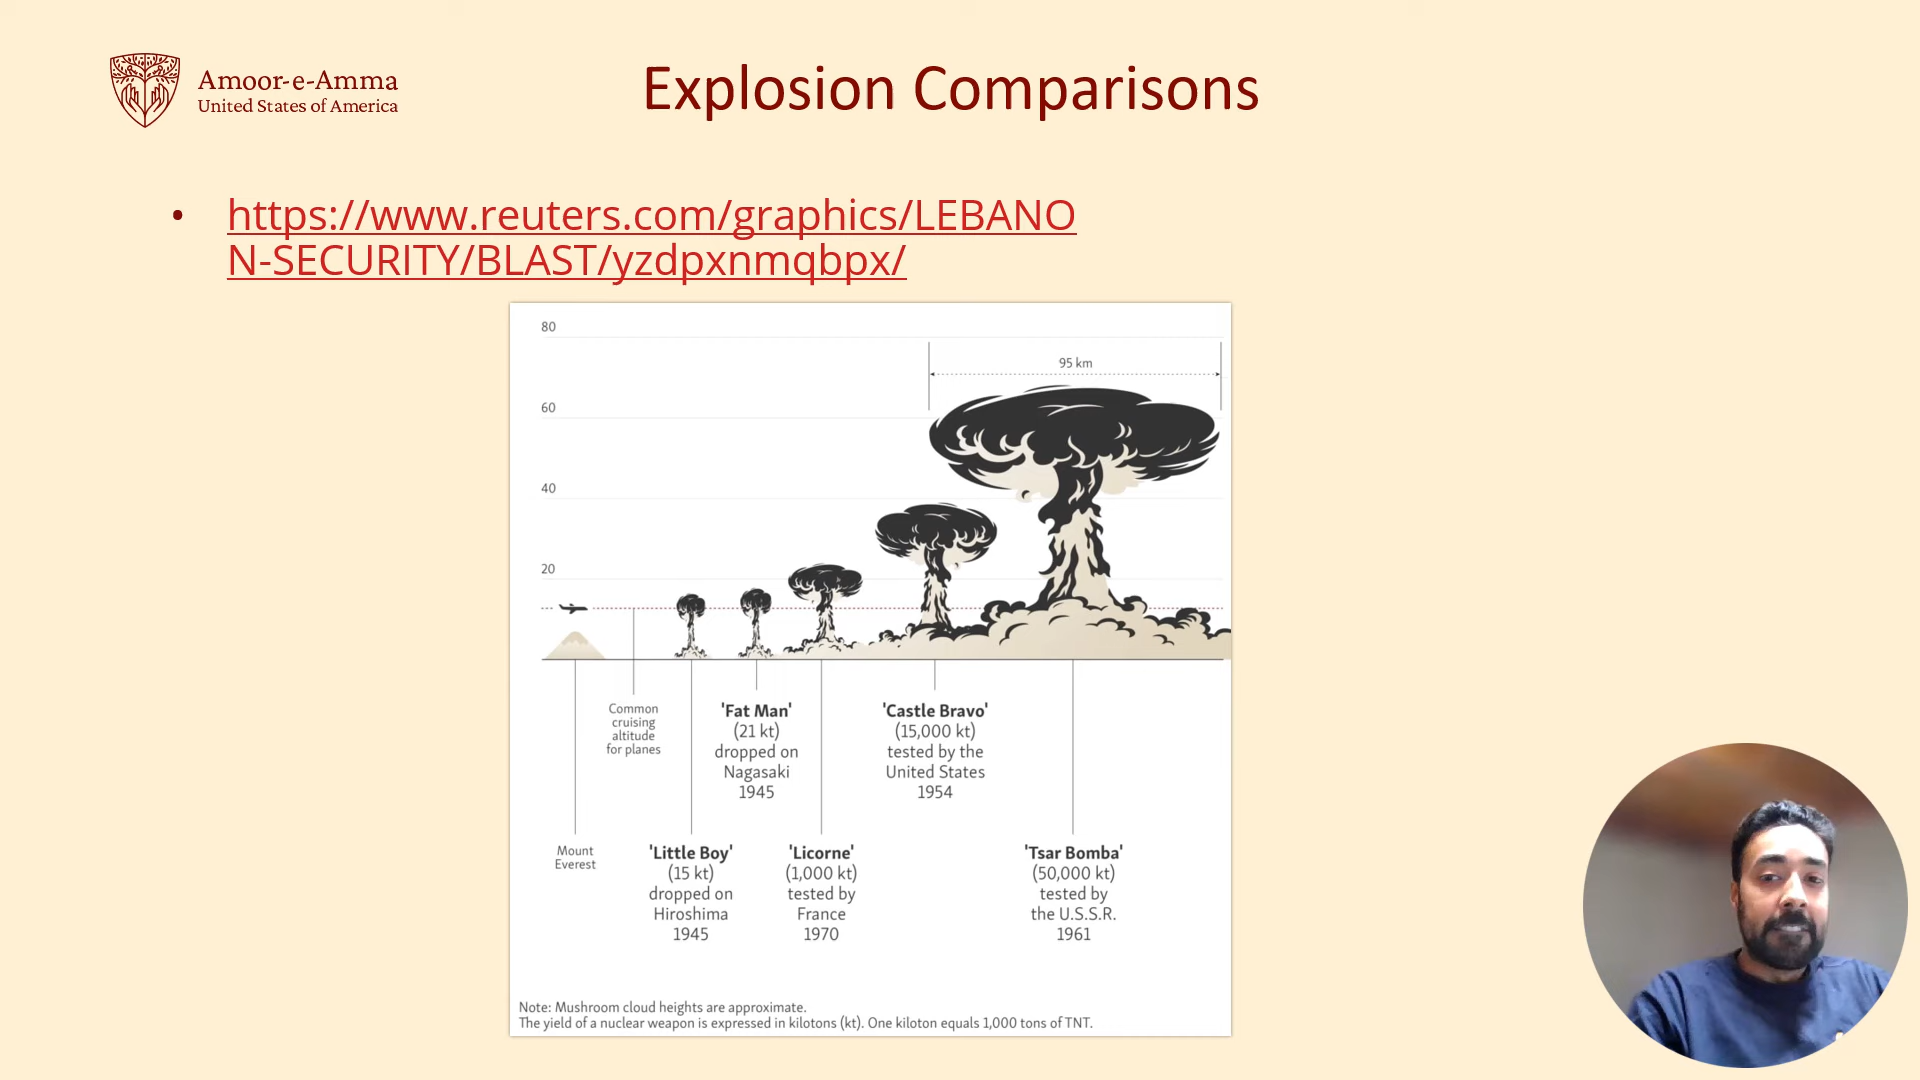 Amoor-e-Amma
United States of America
Explosion Comparisons
• https://www.reuters.com/graphics/LEBANO
N-SECURITY/BLAST/yzdpxnmqbpx/
80
95 km
60
40
20
Common
cruising
altitude
for planes
'Fat Man'
(21 kt)
dropped on
Nagasaki
1945
'Castle Bravo'
(15,000 kt)
tested by the
United States
1954
Mount
Everest
'Little Boy'
(15 kt)
dropped on
Hiroshima
1945
'Licorne'
(1,000 kt)
tested by
France
1970
'Tsar Bomba'
(50,000 kt)
tested by
the U.S.S.R.
1961
Note: Mushroom cloud heights are approximate.
The yield of a nuclear weapon is expressed in kilotons (kt). One kiloton equals 1,000 tons of TNT.